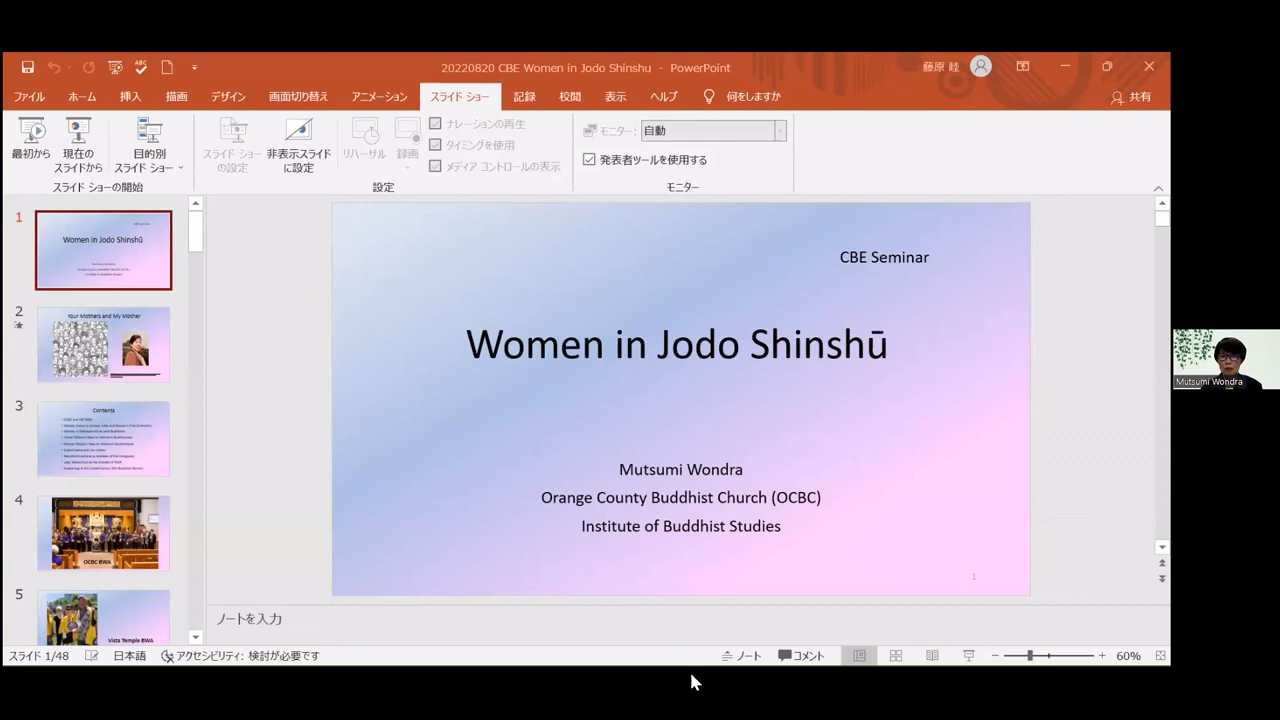 20220820 CBE Women in Jodo Shinshu - PowerPoint
藤原 睦
ファイル
ホーム
挿入
描画
デザイン
画面切り替え
アニメーション
スライド ショー
記録
校閲
表示
ヘルプ
何をしますか
共有
最初から
現在の
スライドから
目的別
スライド ショー
スライド ショーの開始
スライド ショー
の設定
非表示スライド
に設定
リハーサル
録画
ナレーションの再生
タイミングを使用
メディア コントロールの表示
設定
モニター:
自動
発表者ツールを使用する
モニター
1
Women in Jodo Shinshū
2
Your Mothers and My Mother
3
Contents
4
OCBC BWA
5
Vista Temple BWA
CBE Seminar
Women in Jodo Shinshū
Mutsumi Wondra
Orange County Buddhist Church (OCBC)
Institute of Buddhist Studies
1
ノートを入力
スライド 1/48
日本語
アクセシビリティ: 検討が必要です
ノート
コメント
60%
Mutsumi Wondra